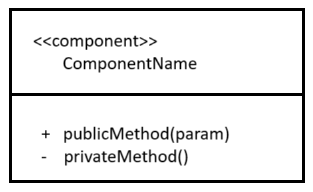 <<component>>
ComponentName
+ publicMethod(param)
- privateMethod()